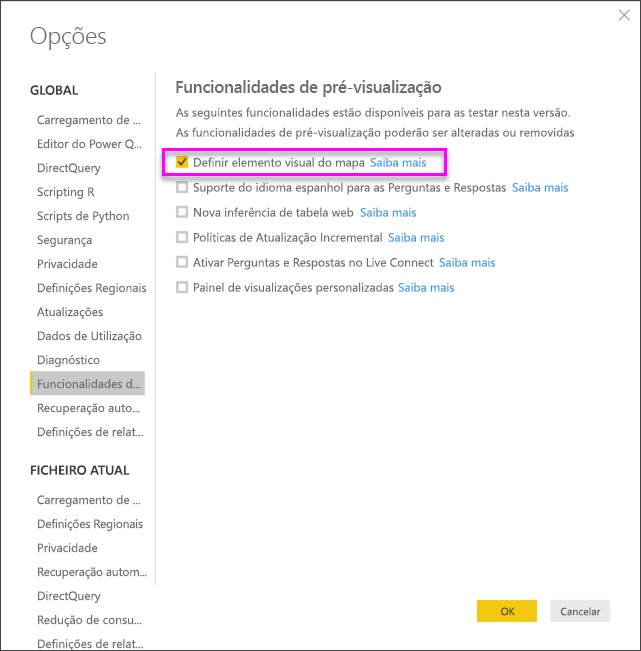 Opções
GLOBAL
Carregamento de ...
Editor do Power Q...
DirectQuery
Scripting R
Scripts de Python
Segurança
Privacidade
Definições Regionais
Atualizações
Dados de Utilização
Diagnóstico
Funcionalidades d...
Recuperação auto...
Definições de relat...
FICHEIRO ATUAL
Carregamento de ...
Definições Regionais
Privacidade
Recuperação autom...
DirectQuery
Redução de consu...
Definições de relat...
Funcionalidades de pré-visualização
As seguintes funcionalidades estão disponíveis para as testar nesta versão.
As funcionalidades de pré-visualização poderão ser alteradas ou removidas
Definir elemento visual do mapa Saiba mais
Suporte do idioma espanhol para as Perguntas e Respostas Saiba mais
Nova inferência de tabela web Saiba mais
Políticas de Atualização Incremental Saiba mais
Ativar Perguntas e Respostas no Live Connect Saiba mais
Painel de visualizações personalizadas Saiba mais
OK
Cancelar